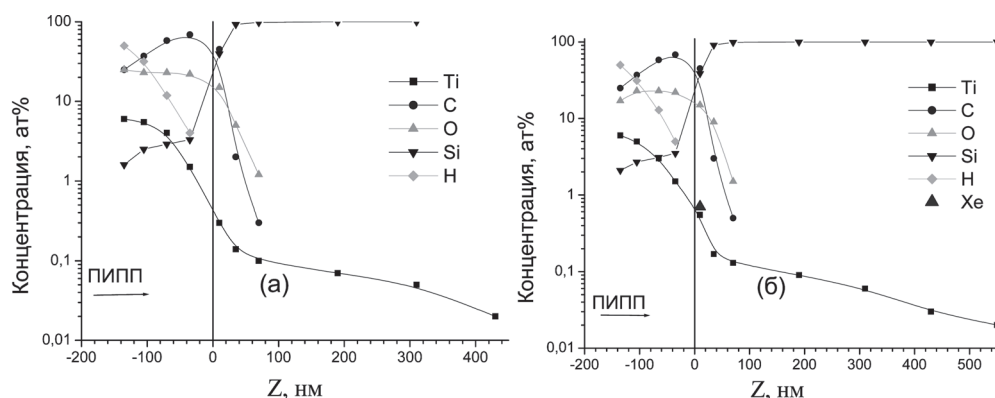 Концентрация, ат%
100
10
1
0,1
0,01
-200
-100
0
100
200
300
400
Z, нм
Ti
C
O
Si
H
ПИПП
(а)
Концентрация, ат%
100
10
1
0,1
0,01
-200
-100
0
100
200
300
400
500
Z, нм
Ti
C
O
Si
H
Xe
ПИПП
(б)